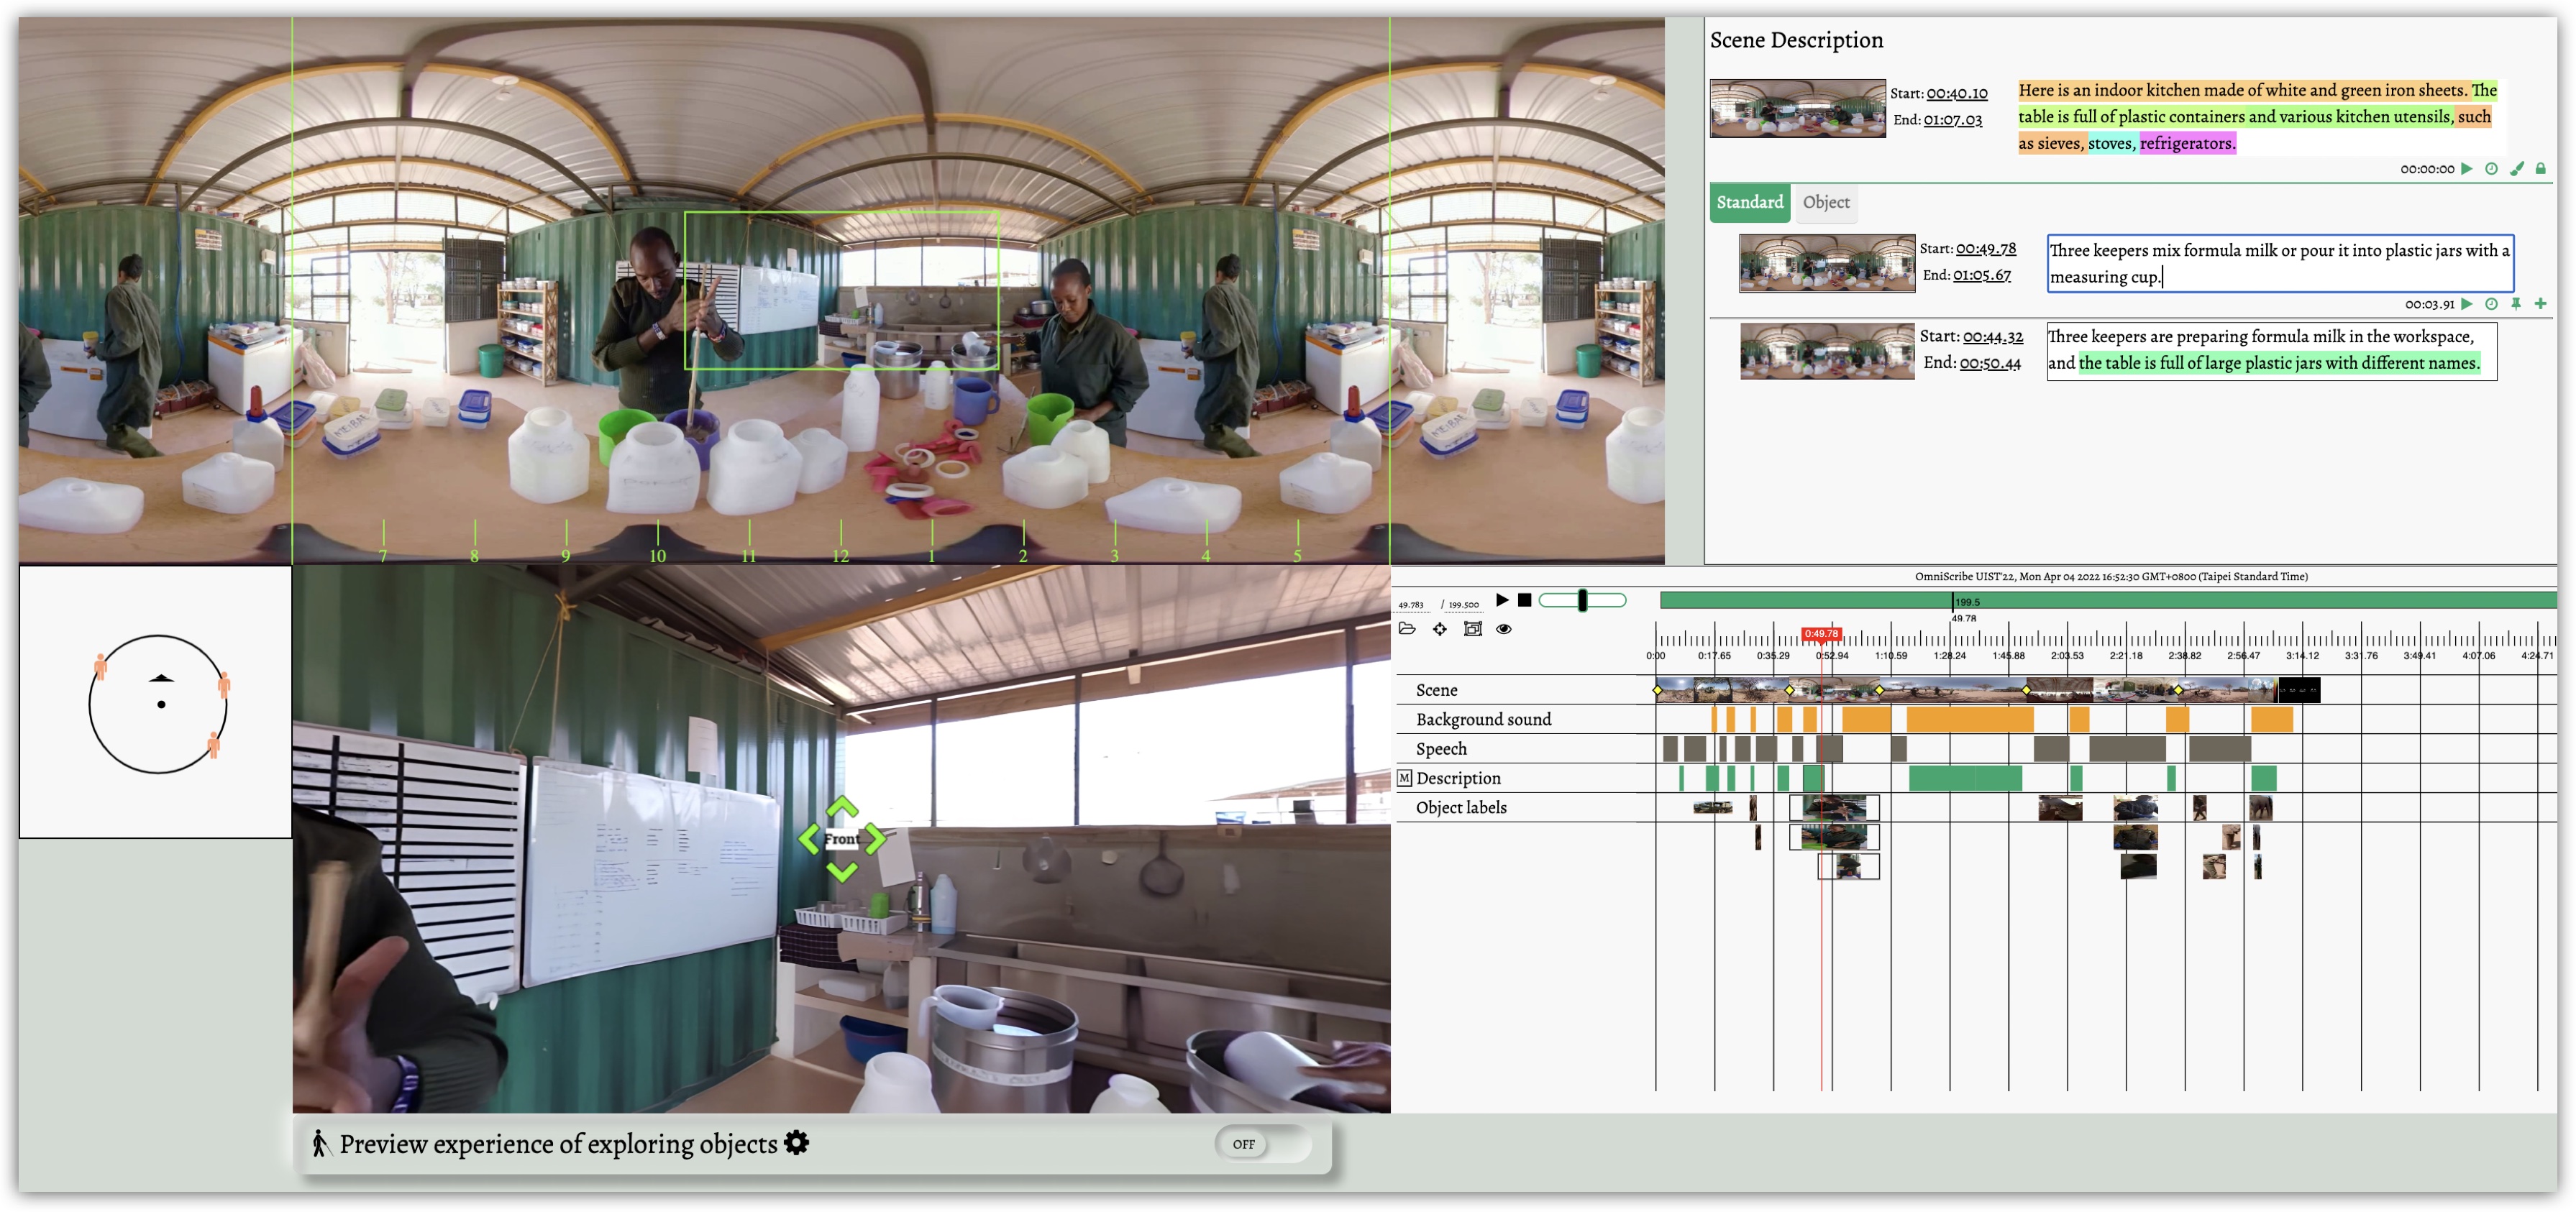 Scene Description
Start: 00:40.10
End: 01:07.03
Here is an indoor kitchen made of white and green iron sheets. The
table is full of plastic containers and various kitchen utensils, such
as sieves, stoves, refrigerators.
00:00:00
Standard
Object
Start: 00:49.78
End: 01:05.67
Three keepers mix formula milk or pour it into plastic jars with a
measuring cup.
00:03.91
Start: 00:44.32
End: 00:50.44
Three keepers are preparing formula milk in the workspace,
and the table is full of large plastic jars with different names.
7 8 9 10 11 12 1 2 3 4 5
Front
Preview experience of exploring objects
OFF
OmniScribe UIST'22, Mon Apr 04 2022 16:52:30 GMT+0800 (Taipei Standard Time)
49.783 / 199.500
199.5
49.78
0:49.78
0:00 0:17.65 0:35.29 0:52.94 1:10.59 1:28.24 1:45.88 2:03.53 2:21.18 2:38.82 2:56.47 3:14.12 3:31.76 3:49.41 4:07.06 4:24.71
Scene
Background sound
Speech
M Description
Object labels